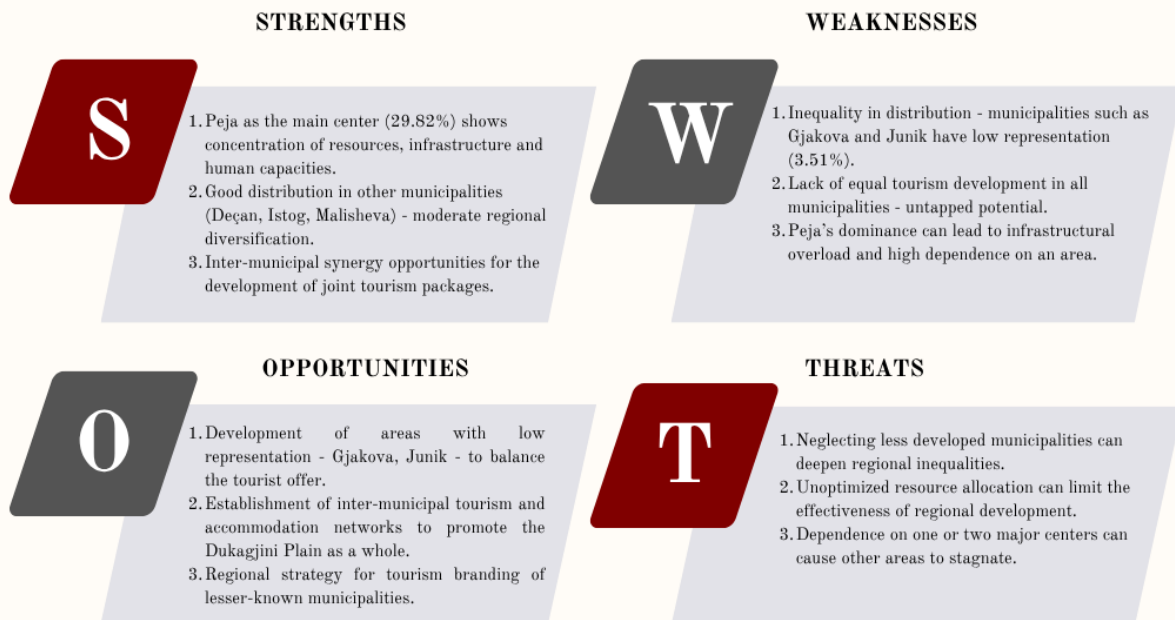 STRENGTHS
S
1. Peja as the main center (29.82%) shows
concentration of resources, infrastructure and
human capacities.
2. Good distribution in other municipalities
(Deçan, Istog, Malisheva) - moderate regional
diversification.
3. Inter-municipal synergy opportunities for the
development of joint tourism packages.
WEAKNESSES
W
1. Inequality in distribution - municipalities such as
Gjakova and Junik have low representation
(3.51%).
2. Lack of equal tourism development in all
municipalities - untapped potential.
3. Peja's dominance can lead to infrastructural
overload and high dependence on an area.
OPPORTUNITIES
O
1. Development of areas with low
representation - Gjakova, Junik - to balance
the tourist offer.
2. Establishment of inter-municipal tourism and
accommodation networks to promote the
Dukagjini Plain as a whole.
3. Regional strategy for tourism branding of
lesser-known municipalities.
THREATS
T
1. Neglecting less developed municipalities can
deepen regional inequalities.
2. Unoptimized resource allocation can limit the
effectiveness of regional development.
3. Dependence on one or two major centers can
cause other areas to stagnate.